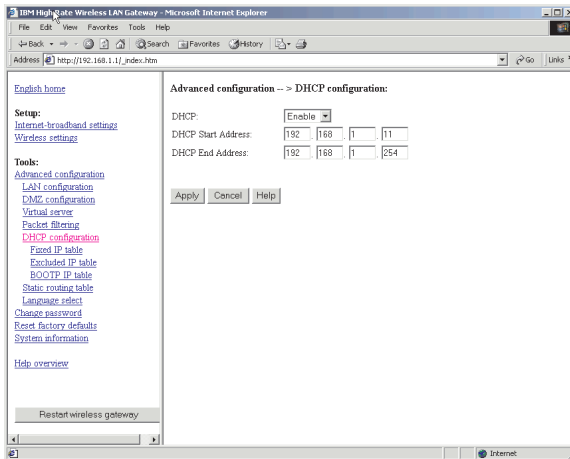 IBM High Rate Wireless LAN Gateway - Microsoft Internet Explorer
File Edit View Favorites Tools Help
Back Search Favorites History
Address http://192.168.1.1/_index.htm Go Links
English home
Setup:
Internet-broadband settings
Wireless settings
Tools:
Advanced configuration
LAN configuration
DMZ configuration
Virtual server
Packet filtering
DHCP configuration
Fixed IP table
Excluded IP table
BOOTP IP table
Static routing table
Language select
Change password
Reset factory defaults
System information
Help overview
Restart wireless gateway
Advanced configuration -- > DHCP configuration:
DHCP: Enable
DHCP Start Address: 192 . 168 . 1 . 11
DHCP End Address: 192 . 168 . 1 . 254
Apply Cancel Help
Internet